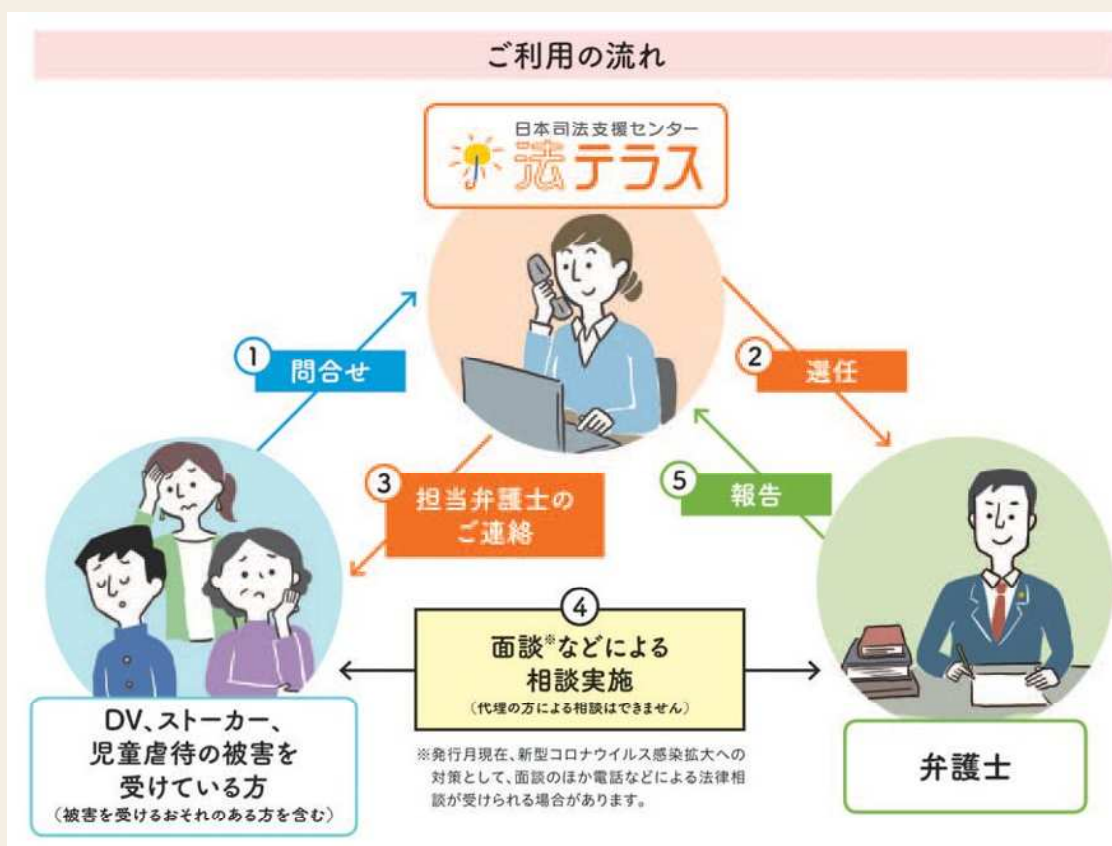 ご利用の流れ
日本司法支援センター
法テラス
1
問合せ
2
選任
3
担当弁護士の
ご連絡
5
報告
4
面談※などによる
相談実施
（代理の方による相談はできません）
※発行月現在、新型コロナウイルス感染拡大への
対策として、面談のほか電話などによる法律相
談が受けられる場合があります。
DV、ストーカー、
児童虐待の被害を
受けている方
（被害を受けるおそれのある方を含む）
弁護士